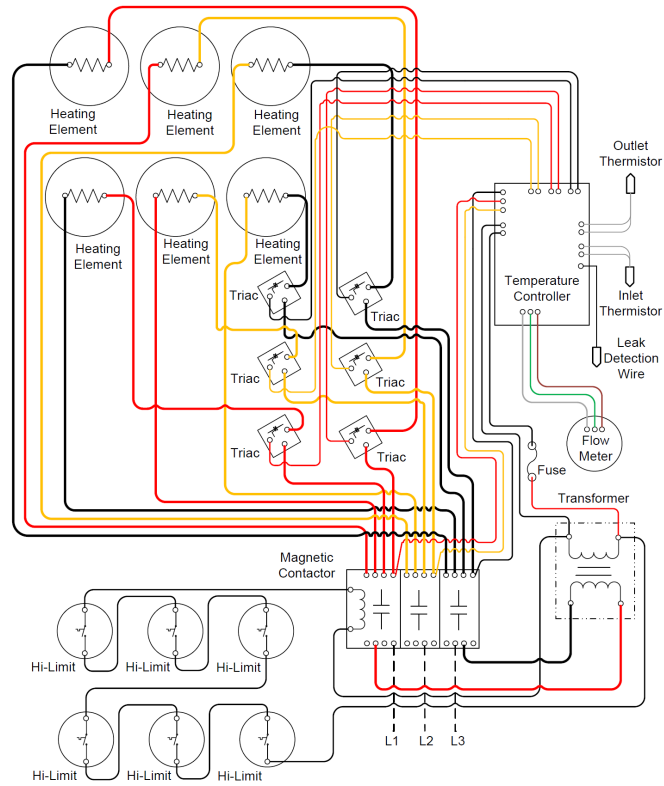 Heating
Element
Heating
Element
Heating
Element
Outlet
Thermistor
Heating
Element
Heating
Element
Heating
Element
Temperature
Controller
Triac
Inlet
Thermistor
Triac
Leak
Detection
Wire
Triac
Triac
Flow
Meter
Triac
Triac
Fuse
Transformer
Magnetic
Contactor
Hi-Limit
Hi-Limit
Hi-Limit
L1
L2
L3
Hi-Limit
Hi-Limit
Hi-Limit